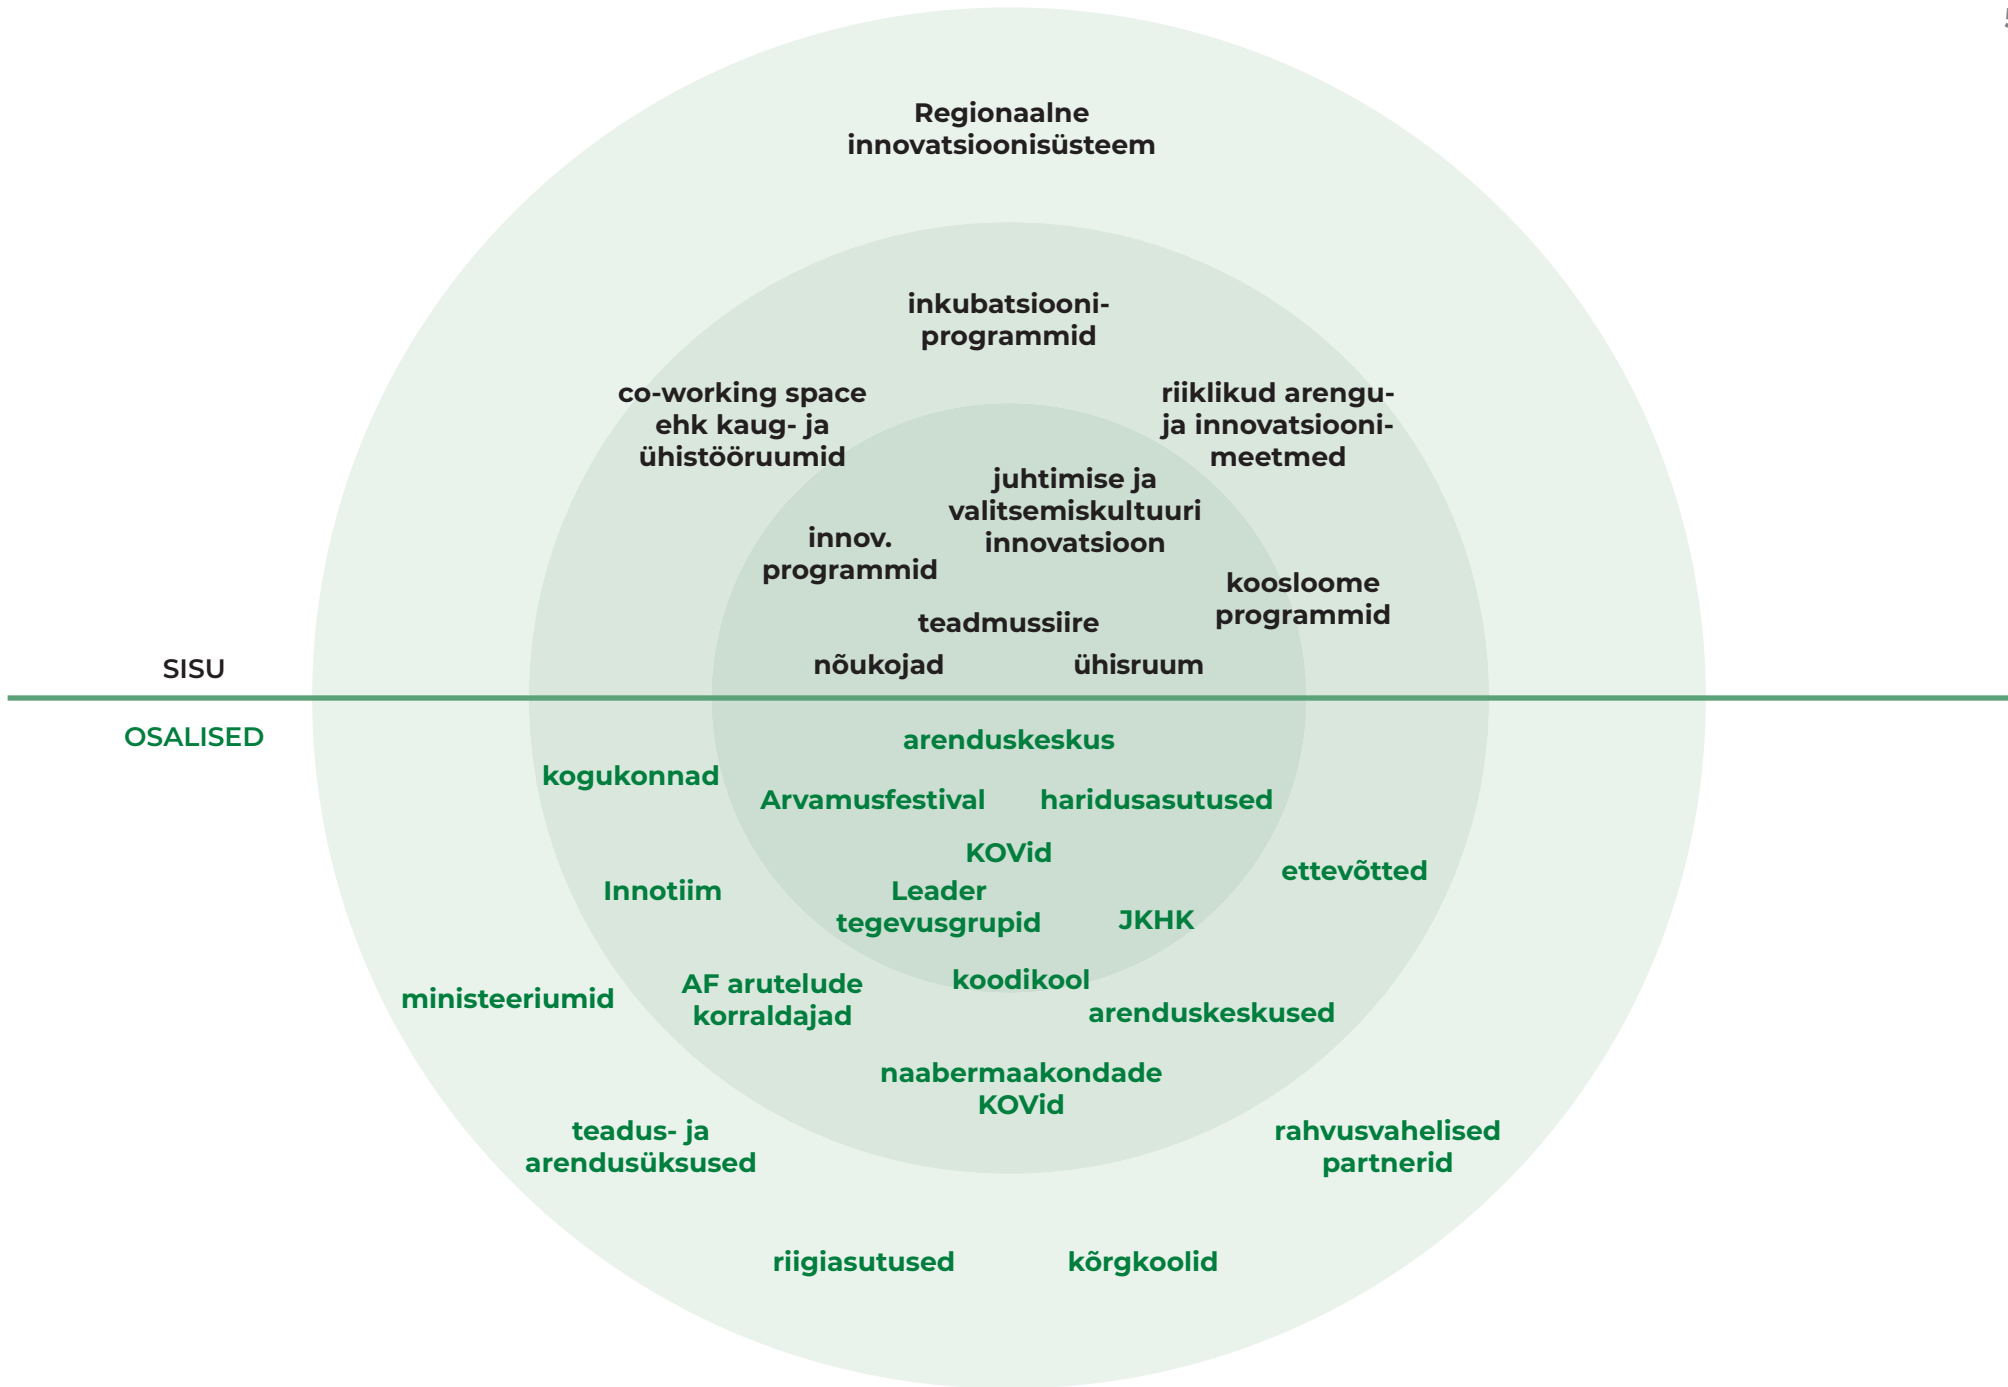 5
Regionaalne
innovatsioonisüsteem
inkubatsiooni-
programmid
co-working space
ehk kaug- ja
ühistööruumid
riiklikud arengu-
ja innovatsiooni-
meetmed
juhtimise ja
valitsemiskultuuri
innovatsioon
innov.
programmid
koosloome
programmid
teadmussiire
nõukojad
ühisruum
SISU
OSALISED
arenduskeskus
kogukonnad
Arvamusfestival
haridusasutused
KOVid
ettevõtted
Innotiim
Leader
tegevusgrupid
JKHK
koodikool
AF arutelude
korraldajad
ministeeriumid
arenduskeskused
naabermaakondade
KOVid
teadus- ja
arendusüksused
rahvusvahelised
partnerid
riigiasutused
kõrgkoolid